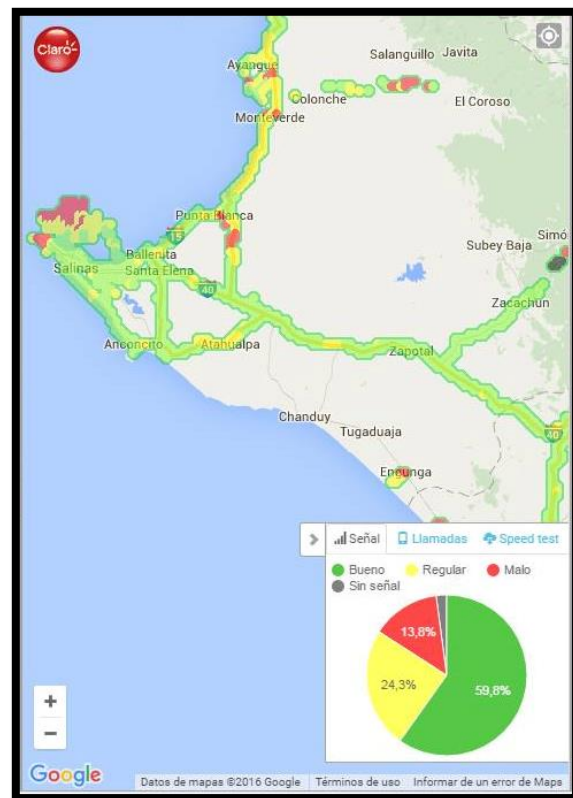 Claro
Salanguillo
Javita
Ayangue
Colonche
El Coroso
Monteverde
Punta Blanca
15
Simó
Subey Baja
Ballenita
Salinas
Santa Elena
40
Zacachun
Anconcito
Atahualpa
Zapotal
Chanduy
40
Tugaduaja
Engunga
Señal Llamadas Speed test
Bueno Regular Malo
Sin señal
13,8%
24,3%
59,8%
+
−
Google
Datos de mapas ©2016 Google Términos de uso Informar de un error de Maps